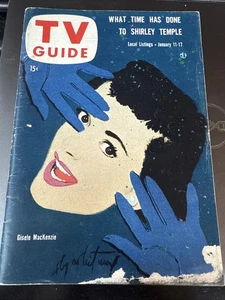 TV
GUIDE
15¢
WHAT TIME HAS DONE
TO SHIRLEY TEMPLE
Local Listings • January 11-17
Gisele MacKenzie